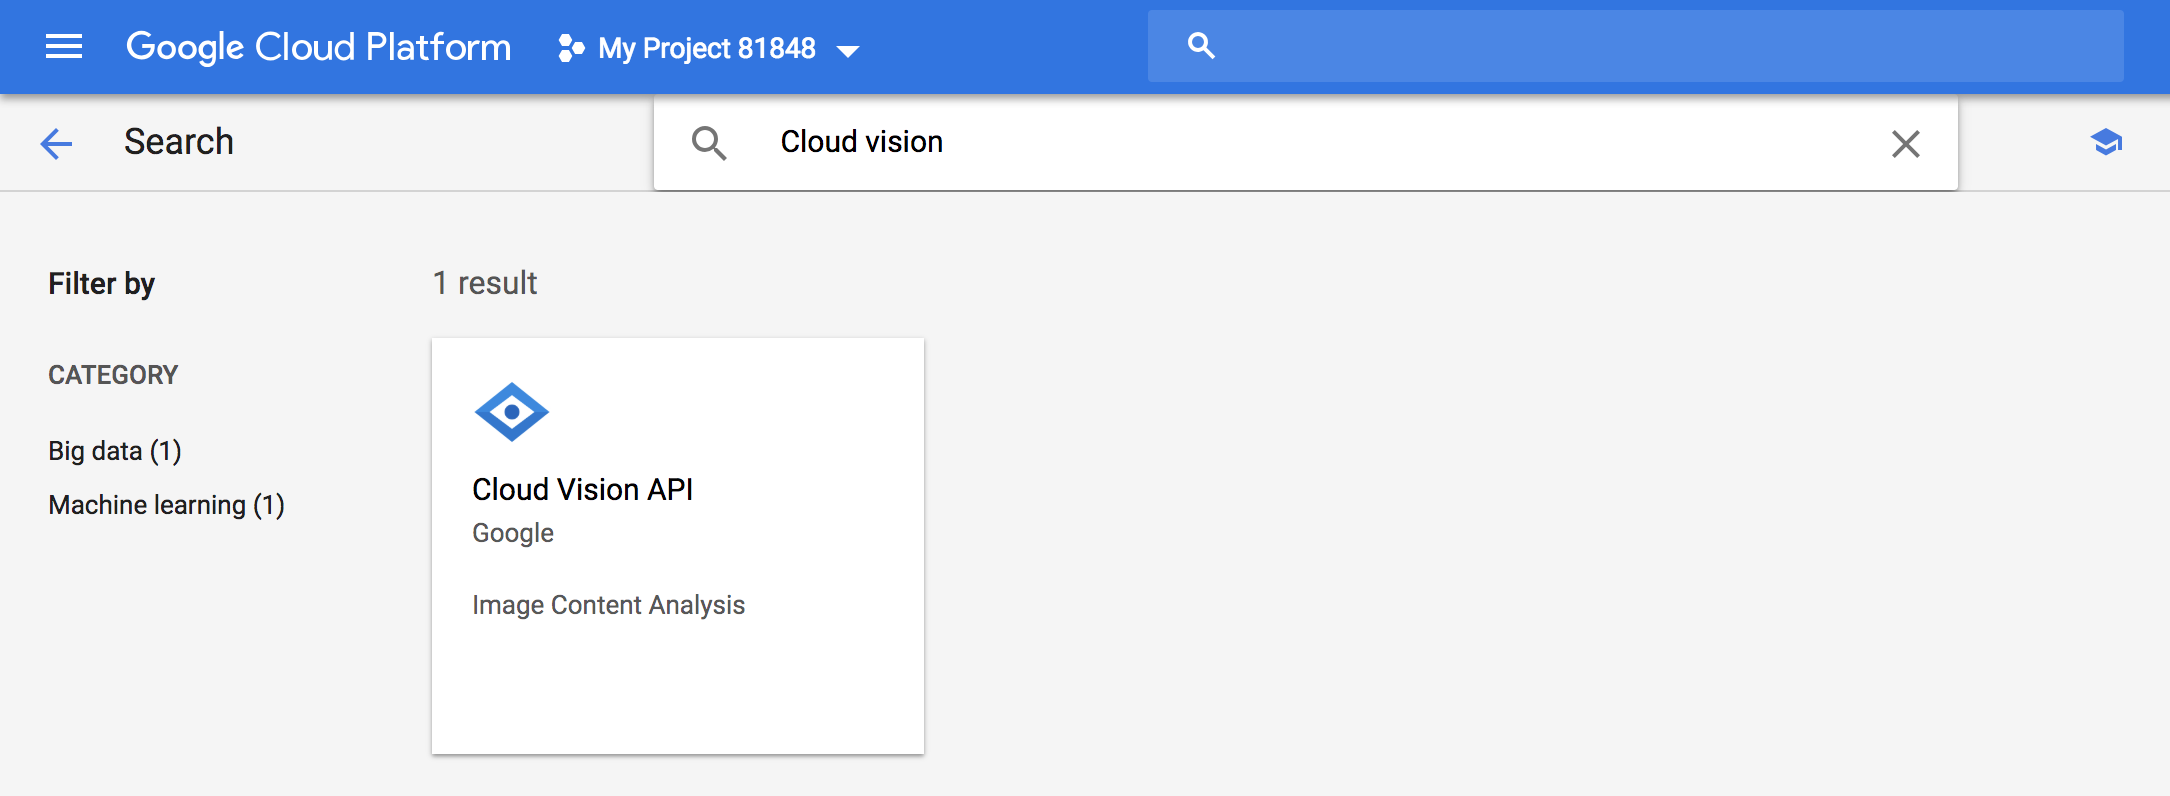 Google Cloud Platform
My Project 81848
Search
Cloud vision
Filter by
1 result
CATEGORY
Big data (1)
Machine learning (1)
Cloud Vision API
Google
Image Content Analysis